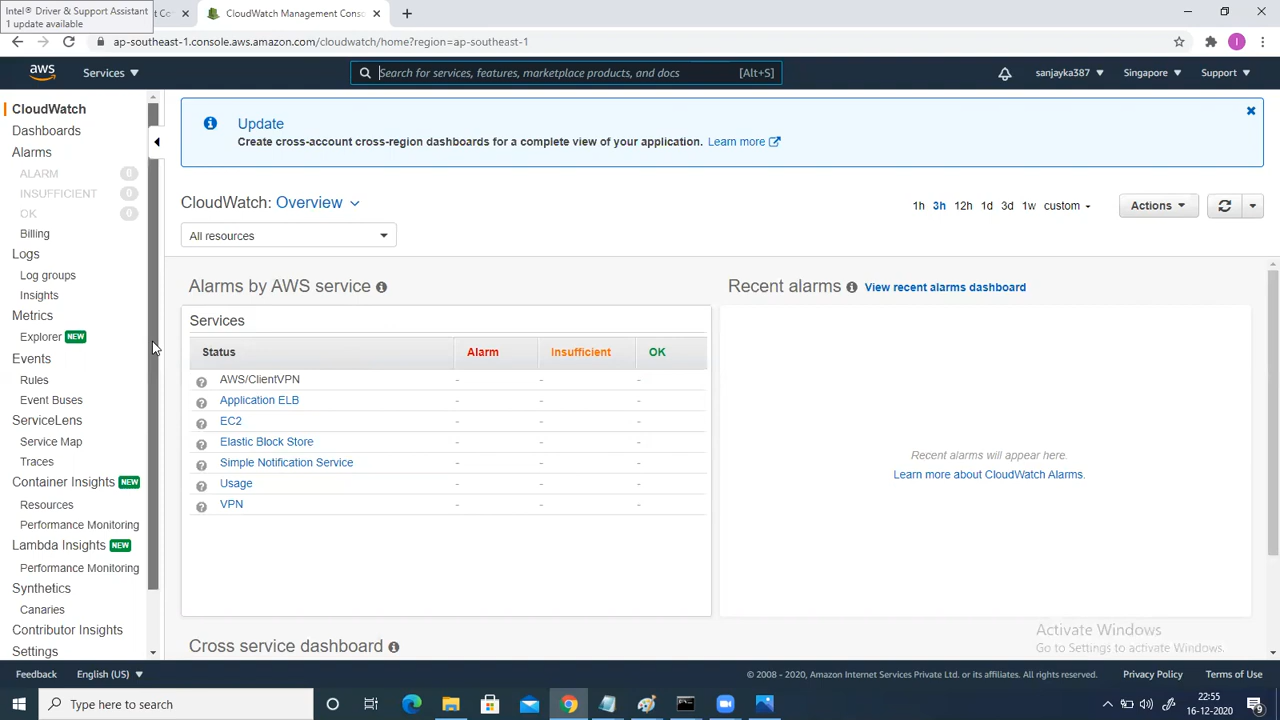 Intel® Driver & Support Assistant
1 update available
CloudWatch Management Conso
ap-southeast-1.console.aws.amazon.com/cloudwatch/home?region=ap-southeast-1
aws
Services
Search for services, features, marketplace products, and docs
[Alt+S]
sanjayka387
Singapore
Support
CloudWatch
Dashboards
Alarms
ALARM 0
INSUFFICIENT 0
OK 0
Billing
Logs
Log groups
Insights
Metrics
Explorer NEW
Events
Rules
Event Buses
ServiceLens
Service Map
Traces
Container Insights NEW
Resources
Performance Monitoring
Lambda Insights NEW
Performance Monitoring
Synthetics
Canaries
Contributor Insights
Settings
Update
Create cross-account cross-region dashboards for a complete view of your application. Learn more
CloudWatch: Overview
1h 3h 12h 1d 3d 1w custom
Actions
All resources
Alarms by AWS service
Services
Status Alarm Insufficient OK
AWS/ClientVPN - - -
Application ELB - - -
EC2 - - -
Elastic Block Store - - -
Simple Notification Service - - -
Usage - - -
VPN - - -
Recent alarms View recent alarms dashboard
Recent alarms will appear here.
Learn more about CloudWatch Alarms.
Cross service dashboard
Activate Windows
Go to Settings to activate Windows.
Feedback
English (US)
© 2008 - 2020, Amazon Internet Services Private Ltd. or its affiliates. All rights reserved.
Privacy Policy
Terms of Use
Type here to search
22:55
16-12-2020